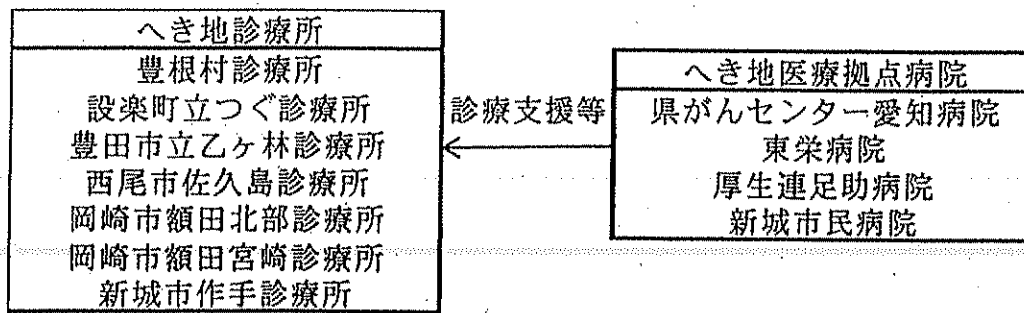 へき地診療所
豊根村診療所
設楽町立つぐ診療所
豊田市立乙ヶ林診療所
西尾市佐久島診療所
岡崎市額田北部診療所
岡崎市額田宮崎診療所
新城市作手診療所
診療支援等
へき地医療拠点病院
県がんセンター愛知病院
東栄病院
厚生連足助病院
新城市民病院